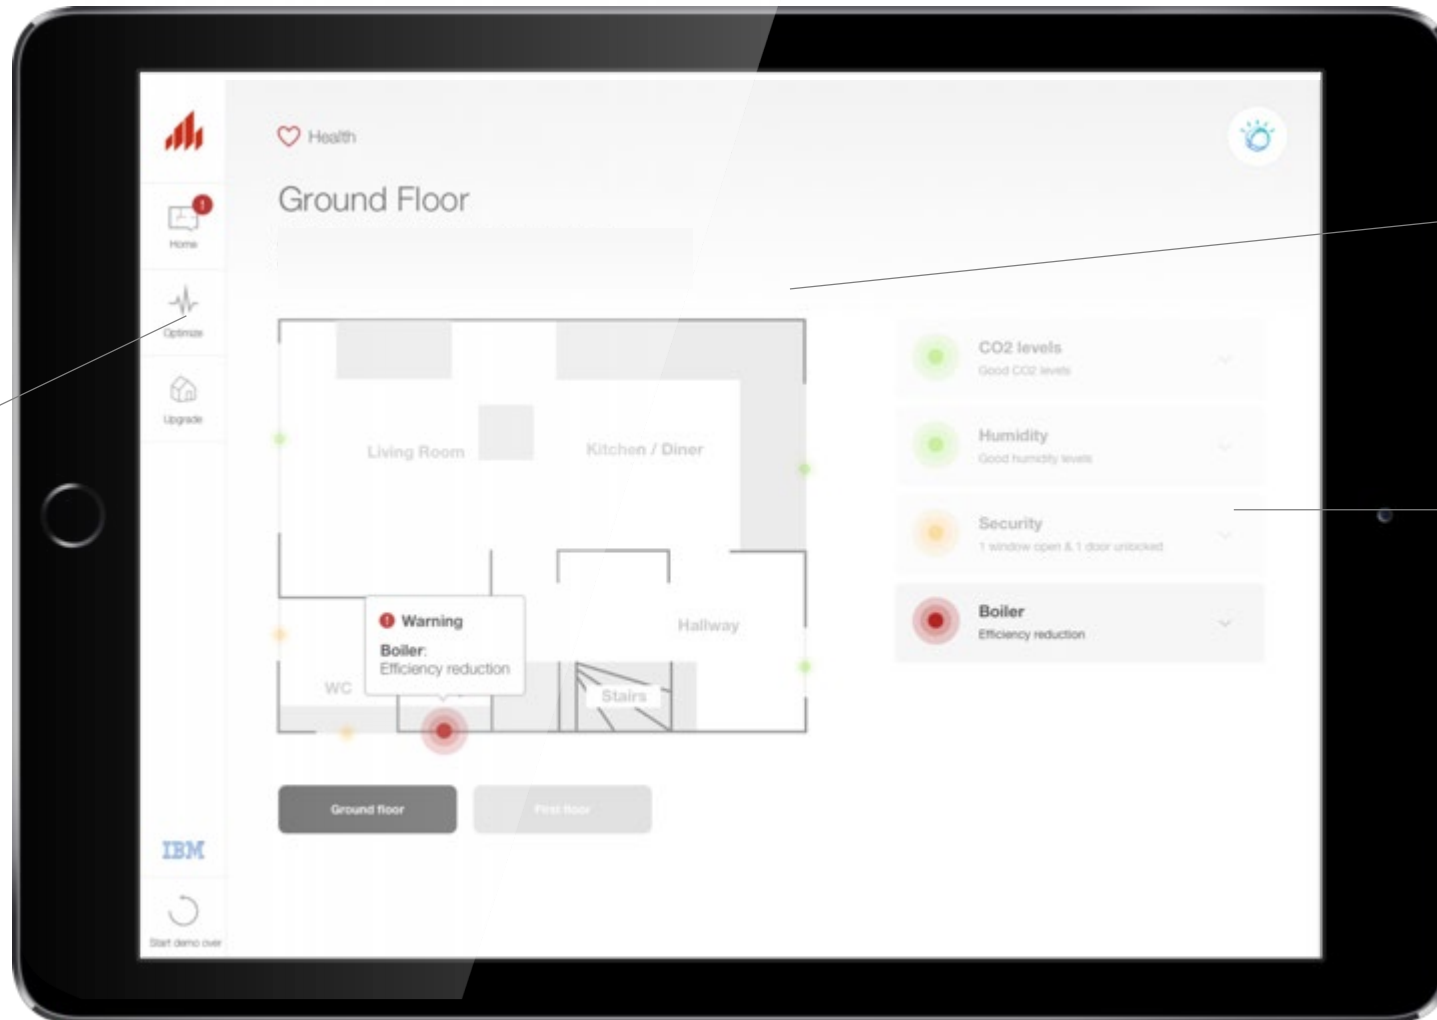 Health
Ground Floor
!
Home
Optimize
Upgrade
IBM
Start demo over
Living Room
Kitchen / Diner
Hallway
WC
Stairs
! Warning
Boiler:
Efficiency reduction
Ground floor
First floor
CO2 levels
Good CO2 levels
Humidity
Good humidity levels
Security
1 window open & 1 door unlocked
Boiler
Efficiency reduction